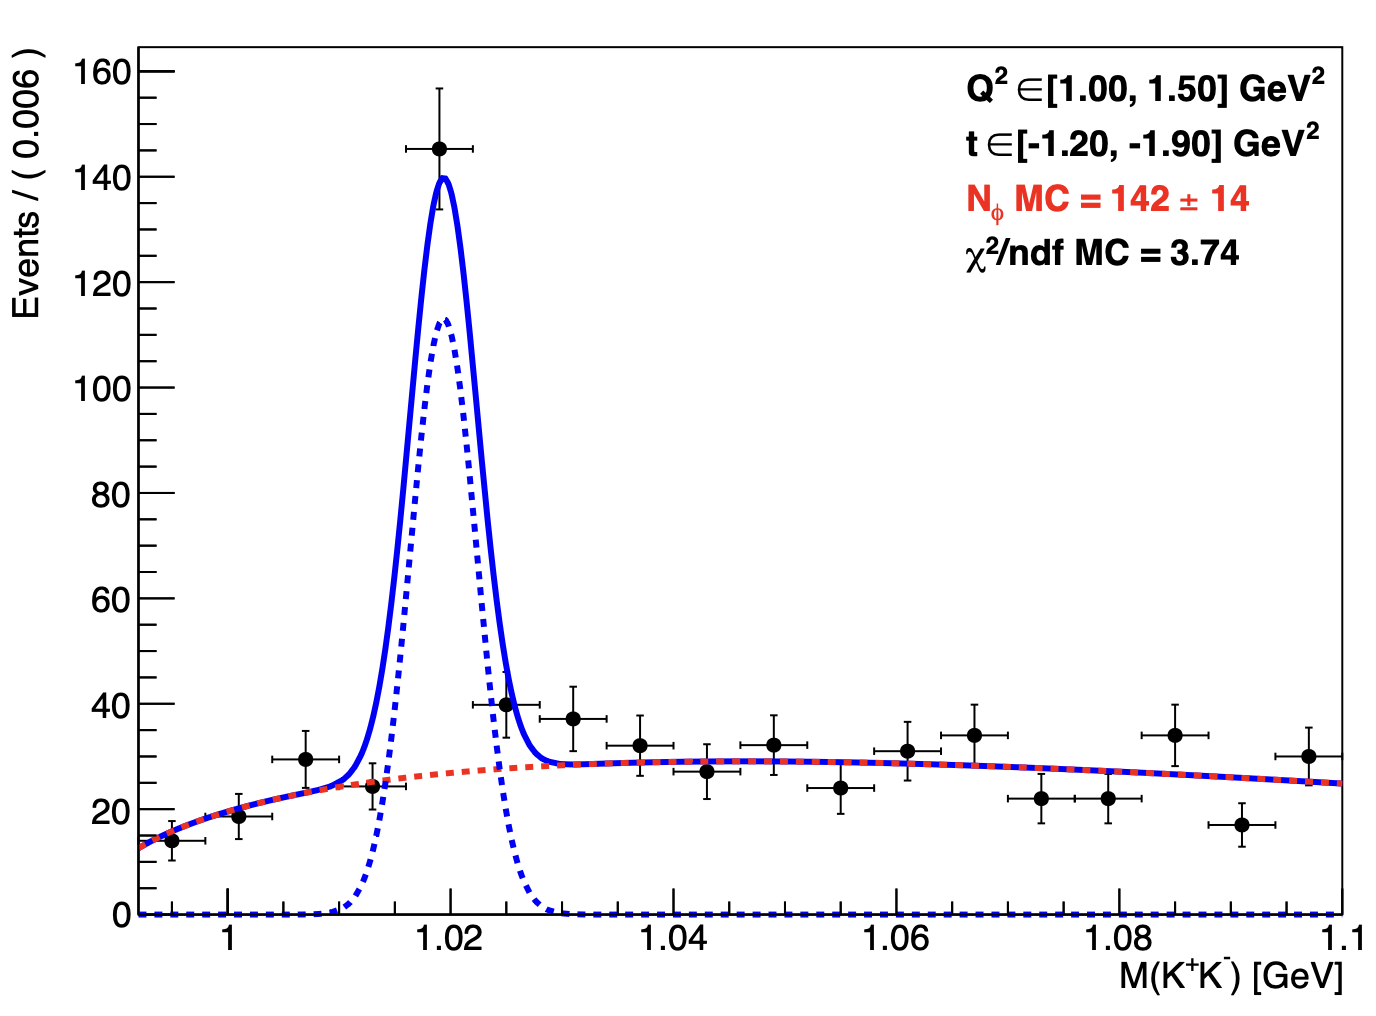 Events / ( 0.006 )
160
140
120
100
80
60
40
20
0
Q² ∈[1.00, 1.50] GeV²
t ∈[-1.20, -1.90] GeV²
N_ϕ MC = 142 ± 14
χ²/ndf MC = 3.74
1 1.02 1.04 1.06 1.08 1.1
M(K⁺K⁻) [GeV]